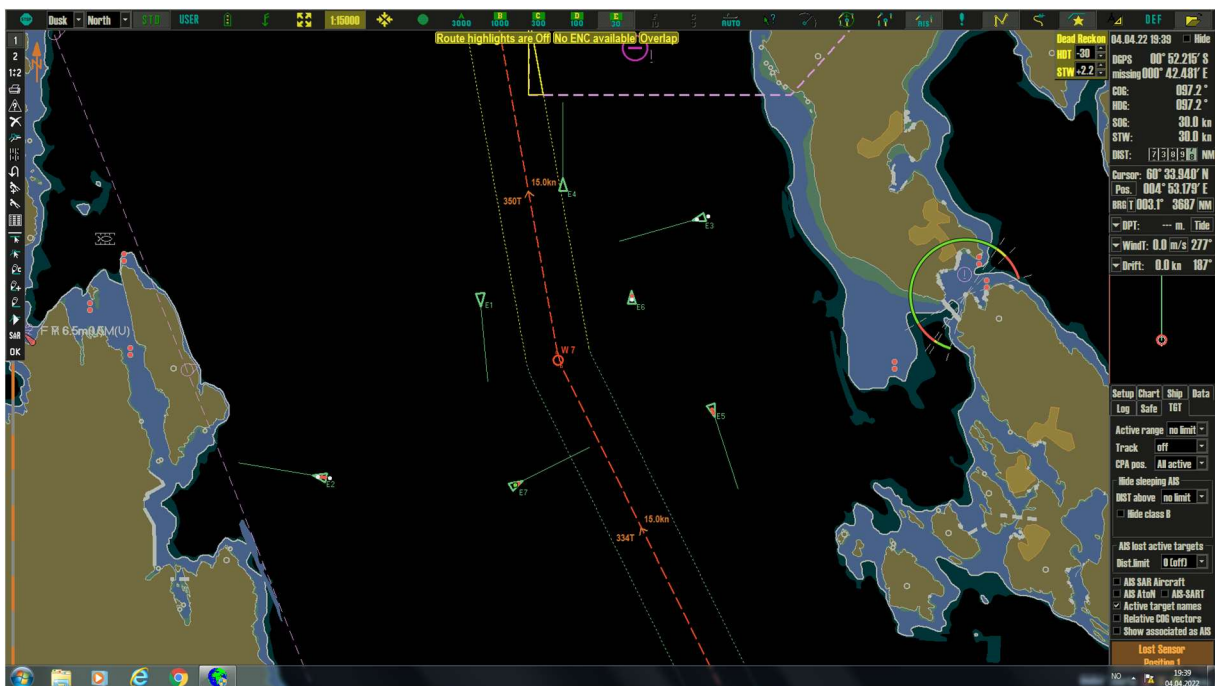 STOP Dusk North STD USER 1:15000 A 3000 B 1000 C 300 D 100 E 30 AUTO AIS DEF
Route highlights are Off No ENC available Overlap
Dead Reckon
HDT -30
STW +2.2
04.04.22 19:39 Hide
DGPS 00° 52.215' S
missing 000° 42.481' E
COG: 097.2°
HDG: 097.2°
SOG: 30.0 kn
STW: 30.0 kn
DIST: 7389 NM
Cursor: 60° 33.940' N
Pos. 004° 53.179' E
BRG T 003.1° 3687 NM
DPT: --- m. Tide
WindT: 0.0 m/s 277°
Drift: 0.0 kn 187°
Setup Chart Ship Data
Log Safe TGT
Active range no limit
Track off
CPA pos. All active
Hide sleeping AIS
DIST above no limit
Hide class B
AIS lost active targets
Dist.limit 0 (off)
AIS SAR Aircraft
AIS AtoN AIS-SART
Active target names
Relative COG vectors
Show associated as AIS
Lost Sensor
Position 1
1
2
1:2
SAR
OK
15.0kn
350T
E4
E3
E1
E6
W 7
E5
E2
E7
15.0kn
334T
NO 19:39
04.04.2022